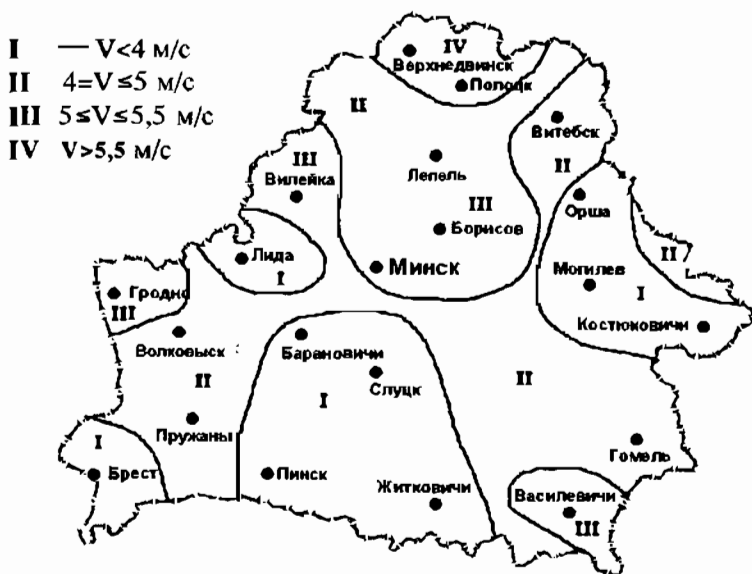 I — V<4 м/с
II 4=V≤5 м/с
III 5≤V≤5,5 м/с
IV V>5,5 м/с
IV
Верхнедвинск
Полоцк
II
Витебск
III
II
Вилейка
Лепель
III
Орша
Борисов
II
Лида
Минск
Могилев
I
I
Гродно
III
Костюковичи
Волковыск
Барановичи
II
I
Слуцк
II
Пружаны
I
Гомель
Брест
Пинск
Житковичи
Василевичи
III